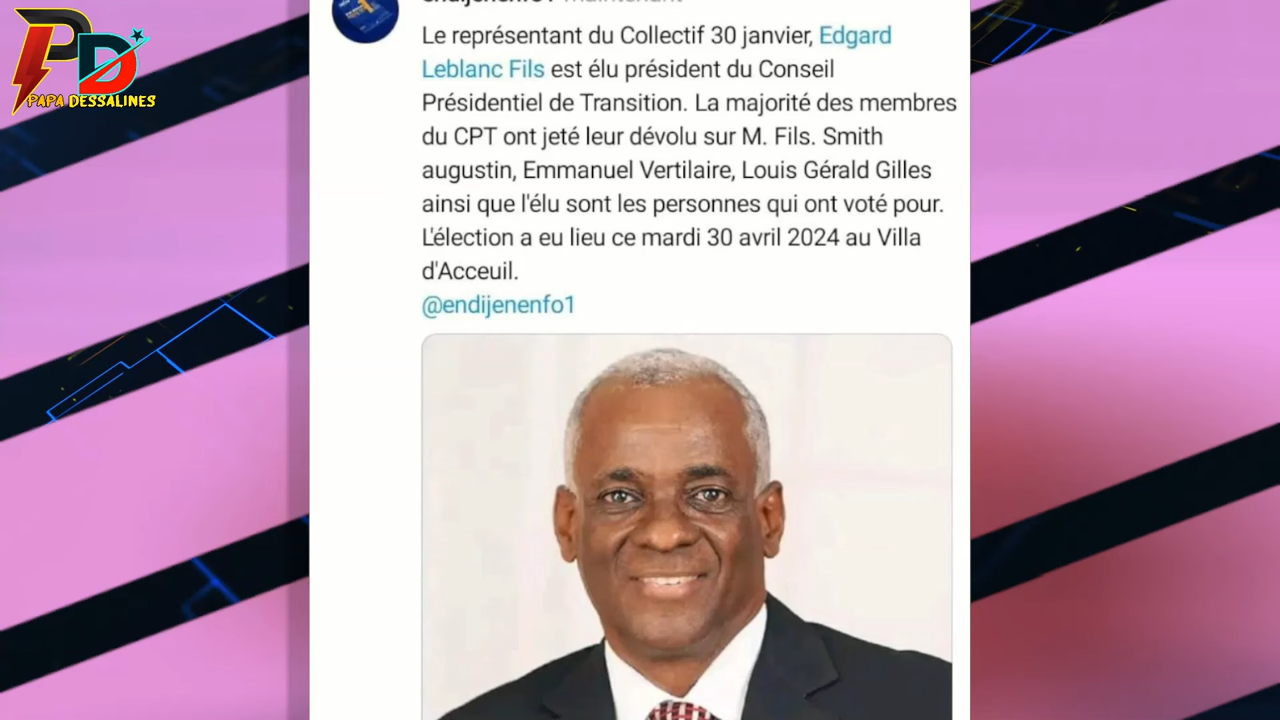 PD
PAPA DESSALINES
Le représentant du Collectif 30 janvier, Edgard
Leblanc Fils est élu président du Conseil
Présidentiel de Transition. La majorité des membres
du CPT ont jeté leur dévolu sur M. Fils. Smith
augustin, Emmanuel Vertilaire, Louis Gérald Gilles
ainsi que l'élu sont les personnes qui ont voté pour.
L'élection a eu lieu ce mardi 30 avril 2024 au Villa
d'Acceuil.
@endijenenfo1